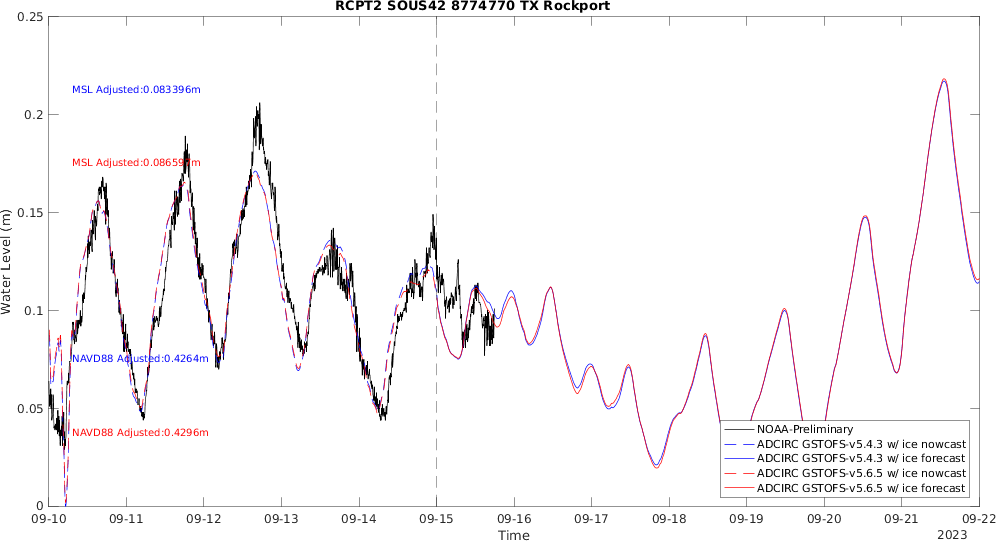 RCPT2 SOUS42 8774770 TX Rockport
0.25
0.2
0.15
0.1
0.05
0
Water Level (m)
MSL Adjusted:0.083396m
MSL Adjusted:
NAVD88 Adjusted:0.4264m
NAVD88 Adjusted:0.4296m
NOAA-Preliminary
ADCIRC GSTOFS-v5.4.3 w/ ice nowcast
ADCIRC GSTOFS-v5.4.3 w/ ice forecast
ADCIRC GSTOFS-v5.6.5 w/ ice nowcast
ADCIRC GSTOFS-v5.6.5 w/ ice forecast
09-10 09-11 09-12 09-13 09-14 09-15 09-16 09-17 09-18 09-19 09-20 09-21 09-22
Time
2023